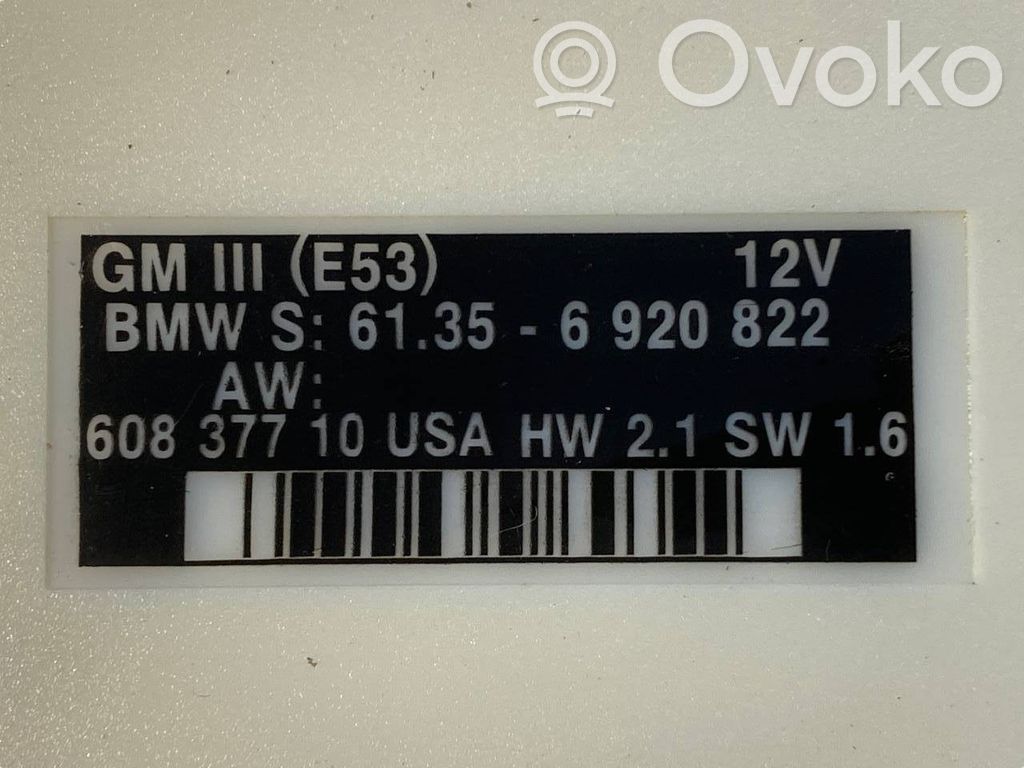 Ovoko
GM III (E53) 12V
BMW S: 61.35 - 6 920 822
AW:
608 377 10 USA HW 2.1 SW 1.6